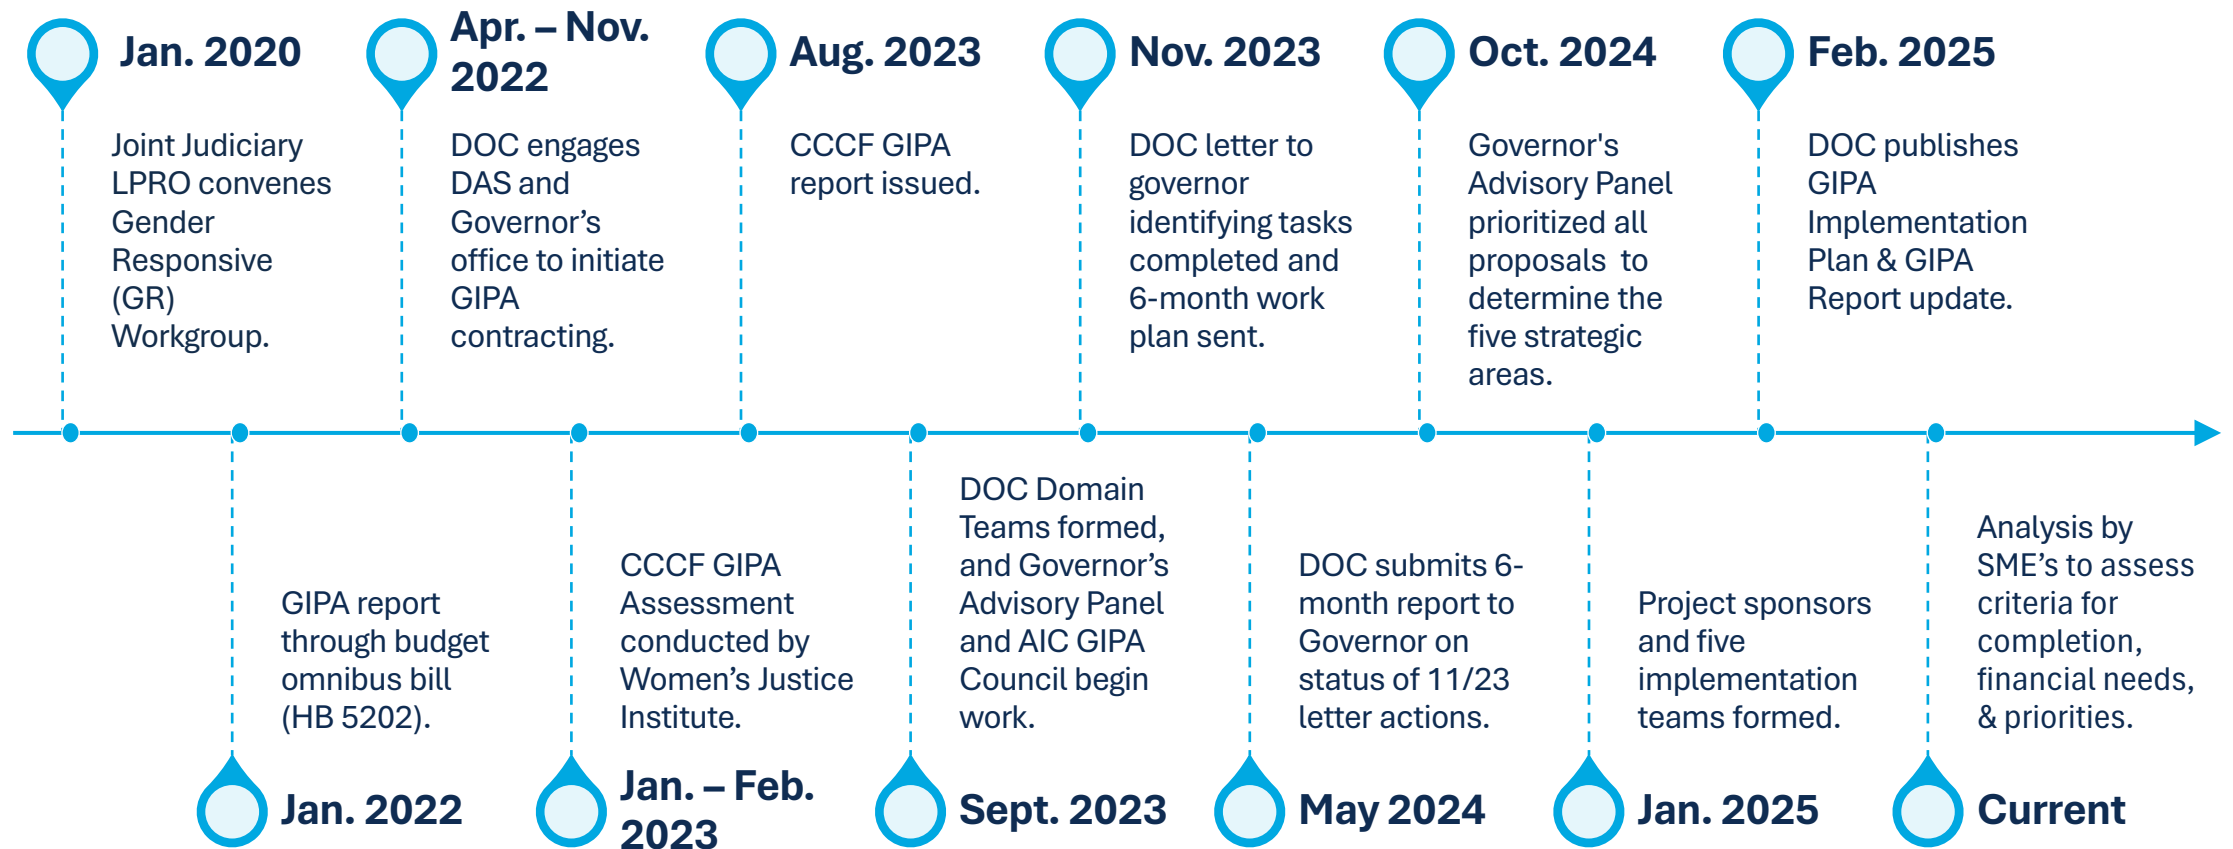 Jan. 2020
Joint Judiciary
LPRO convenes
Gender
Responsive
(GR)
Workgroup.
Jan. 2022
GIPA report
through budget
omnibus bill
(HB 5202).
Apr. – Nov.
2022
DOC engages
DAS and
Governor’s
office to initiate
GIPA
contracting.
Jan. – Feb.
2023
CCCF GIPA
Assessment
conducted by
Women’s Justice
Institute.
Aug. 2023
CCCF GIPA
report issued.
Sept. 2023
DOC Domain
Teams formed,
and Governor’s
Advisory Panel
and AIC GIPA
Council begin
work.
Nov. 2023
DOC letter to
governor
identifying tasks
completed and
6-month work
plan sent.
May 2024
DOC submits 6-
month report to
Governor on
status of 11/23
letter actions.
Oct. 2024
Governor's
Advisory Panel
prioritized all
proposals  to
determine the
five strategic
areas.
Jan. 2025
Project sponsors
and five
implementation
teams formed.
Feb. 2025
DOC publishes
GIPA
Implementation
Plan & GIPA
Report update.
Current
Analysis by
SME’s to assess
criteria for
completion,
financial needs,
& priorities.